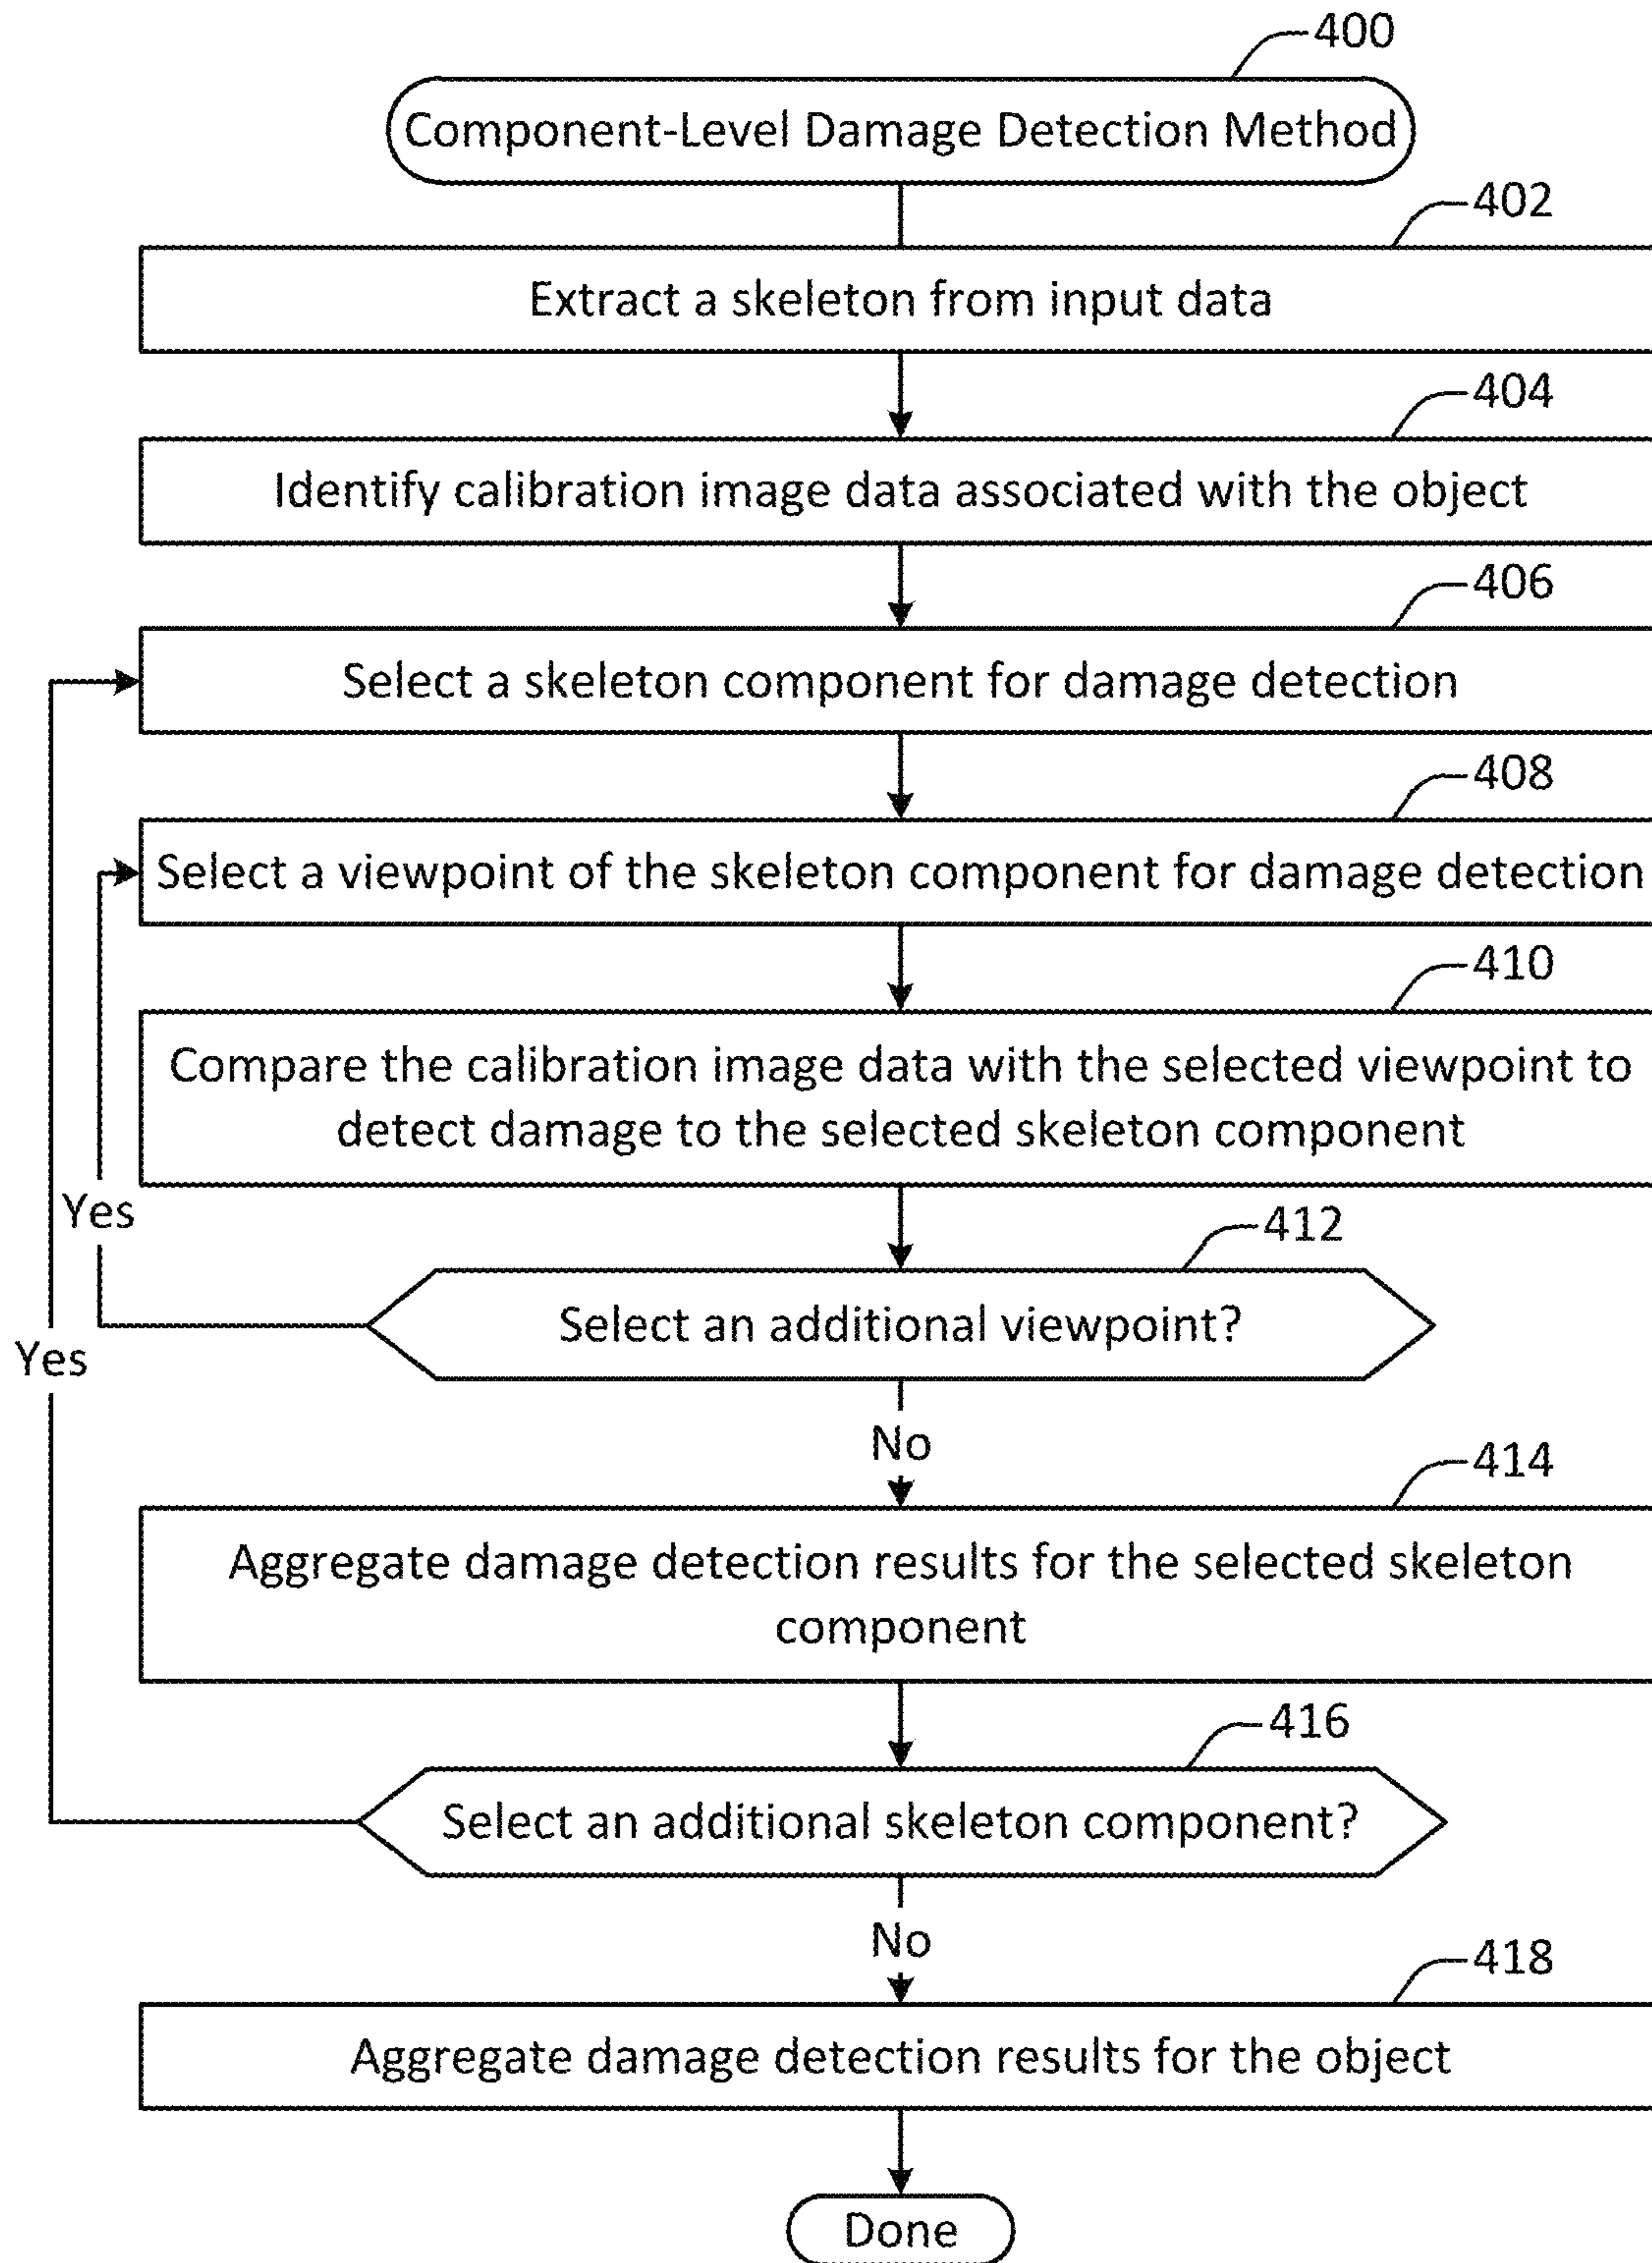 400
Component-Level Damage Detection Method
402
Extract a skeleton from input data
404
Identify calibration image data associated with the object
406
Select a skeleton component for damage detection
408
Select a viewpoint of the skeleton component for damage detection
410
Compare the calibration image data with the selected viewpoint to
detect damage to the selected skeleton component
Yes
412
Select an additional viewpoint?
Yes
No
414
Aggregate damage detection results for the selected skeleton
component
416
Select an additional skeleton component?
No
418
Aggregate damage detection results for the object
Done